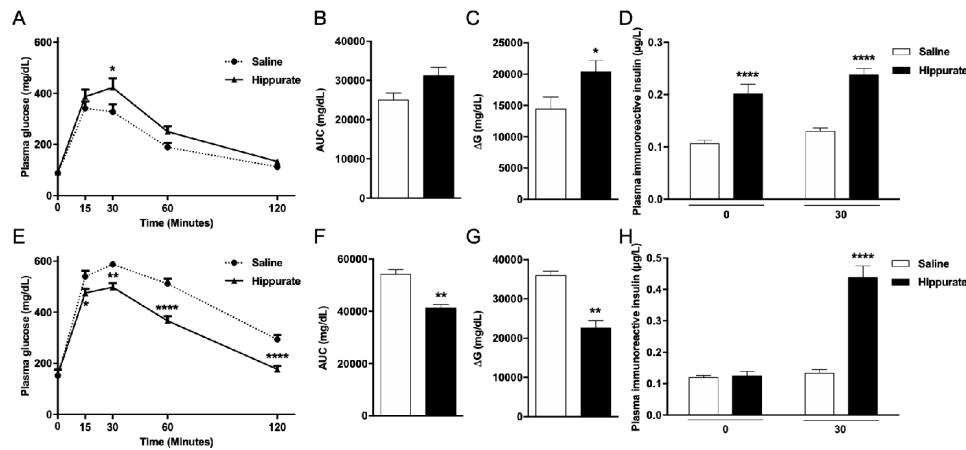 A
Plasma glucose (mg/dL)
600
400
200
0
*
Saline
Hippurate
0 15 30 60 120
Time (Minutes)
B
AUC (mg/dL)
40000
30000
20000
10000
0
C
ΔG (mg/dL)
25000
20000
15000
10000
5000
0
*
D
Plasma immunoreactive insulin (µg/L)
0.3
0.2
0.1
0.0
****
****
Saline
Hippurate
0 30
E
Plasma glucose (mg/dL)
600
400
200
0
*
**
****
****
Saline
Hippurate
0 15 30 60 120
Time (Minutes)
F
AUC (mg/dL)
60000
40000
20000
0
**
G
ΔG (mg/dL)
40000
30000
20000
10000
0
**
H
Plasma immunoreactive insulin (µg/L)
0.5
0.4
0.3
0.2
0.1
0.0
****
Saline
Hippurate
0 30